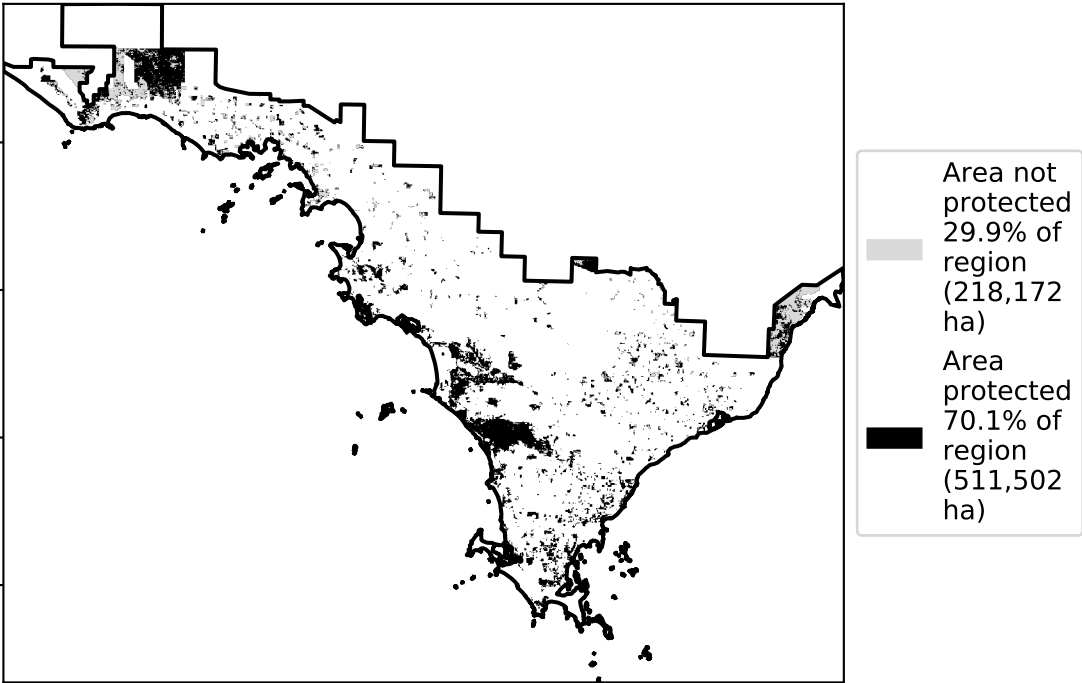 Area not
protected
29.9% of
region
(218,172
ha)
Area
protected
70.1% of
region
(511,502
ha)